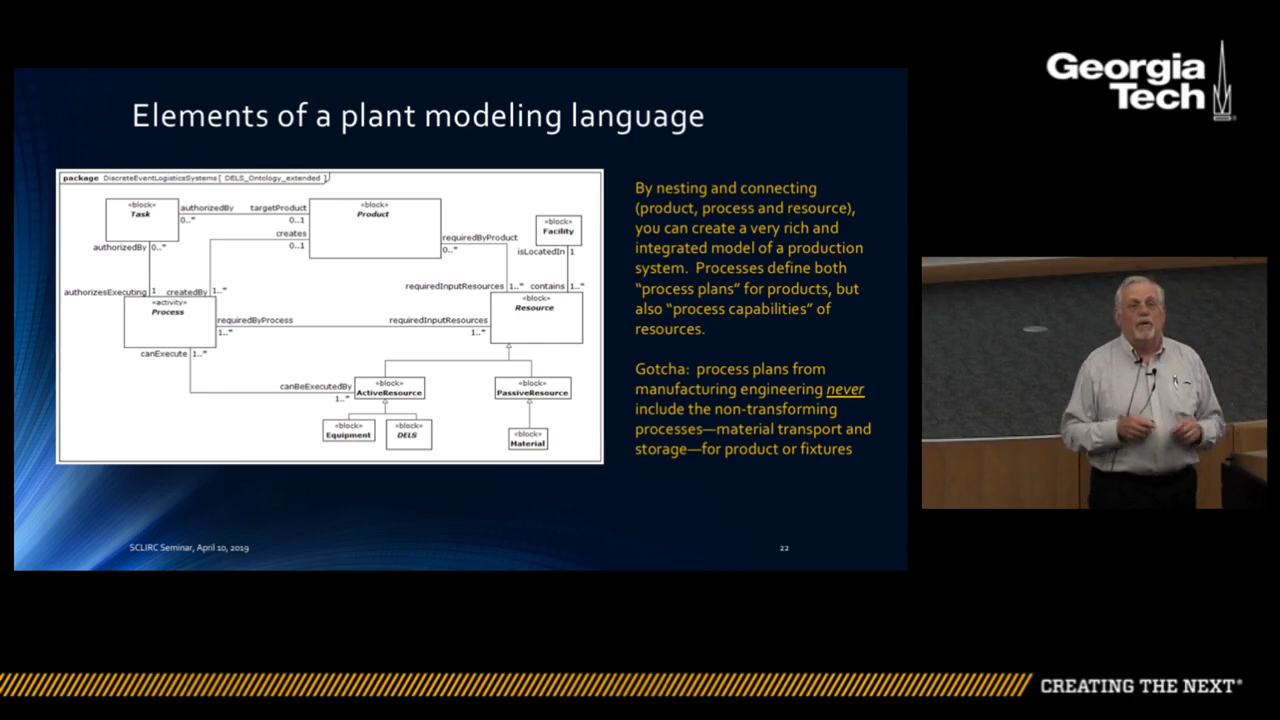 Georgia
Tech
Elements of a plant modeling language
package DiscreteEventLogisticsSystems[ DELS_Ontology_extended ]
«block»
Task
authorizedBy
0..*
targetProduct
0..1
«block»
Product
creates
0..1
requiredByProduct
0..*
«block»
Facility
isLocatedIn 1
authorizedBy 0..*
authorizesExecuting 1
createdBy 1..*
requiredInputResources 1..*
contains 1..*
«activity»
Process
«block»
Resource
requiredByProcess
1..*
requiredInputResources
1..*
canExecute 1..*
canBeExecutedBy
1..*
«block»
ActiveResource
«block»
PassiveResource
«block»
Equipment
«block»
DELS
«block»
Material
By nesting and connecting
(product, process and resource),
you can create a very rich and
integrated model of a production
system. Processes define both
“process plans” for products, but
also “process capabilities” of
resources.
Gotcha: process plans from
manufacturing engineering never
include the non-transforming
processes—material transport and
storage—for product or fixtures
SCLIRC Seminar, April 10, 2019
22
CREATING THE NEXT®